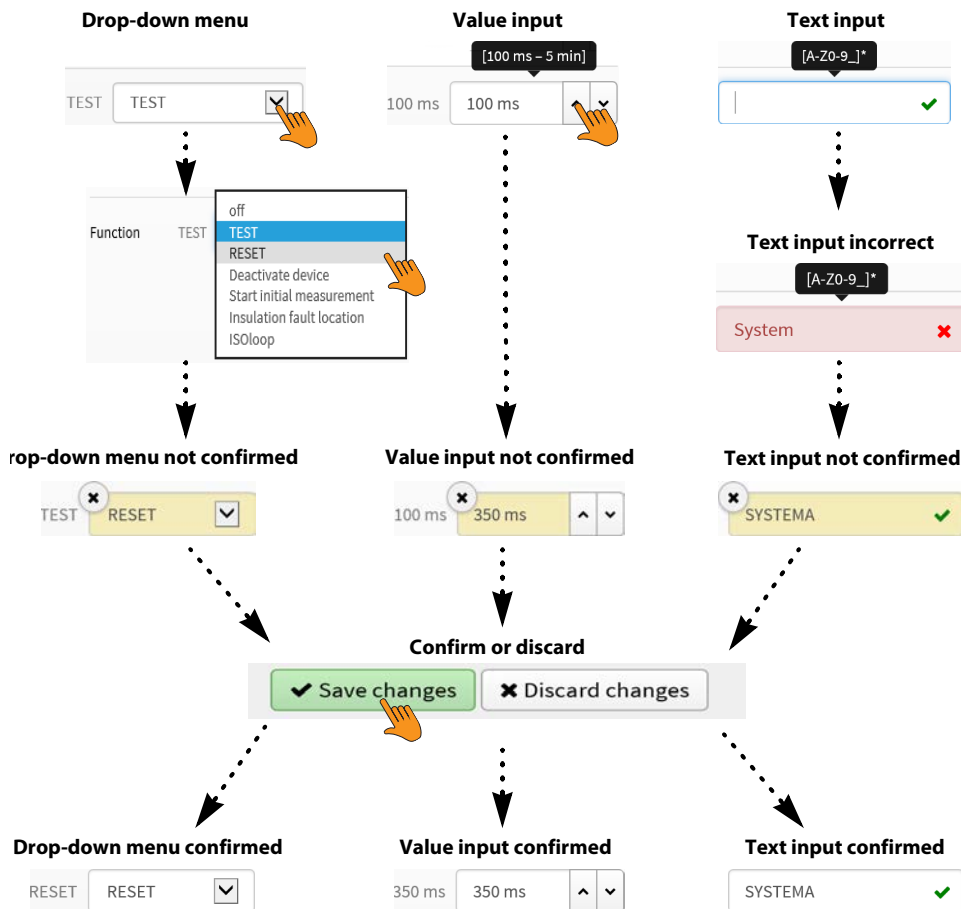 Drop-down menu
Value input
Text input
[100 ms – 5 min]
[A-Z0-9_]*
TEST TEST
100 ms 100 ms
off
Function TEST TEST
RESET
Deactivate device
Start initial measurement
Insulation fault location
ISOloop
Text input incorrect
[A-Z0-9_]*
System
rop-down menu not confirmed
Value input not confirmed
Text input not confirmed
TEST RESET
100 ms 350 ms
SYSTEMA
Confirm or discard
Save changes
Discard changes
Drop-down menu confirmed
Value input confirmed
Text input confirmed
RESET RESET
350 ms 350 ms
SYSTEMA